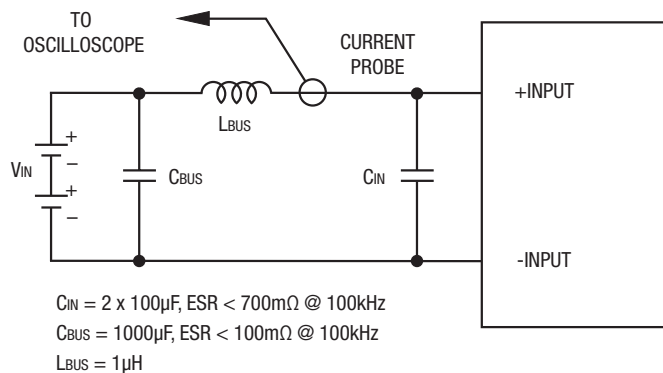 TO
OSCILLOSCOPE
CURRENT
PROBE
LBUS
+INPUT
VIN
+
−
+
−
CBUS
CIN
-INPUT
CIN = 2 x 100µF, ESR < 700mΩ @ 100kHz
CBUS = 1000µF, ESR < 100mΩ @ 100kHz
LBUS = 1µH